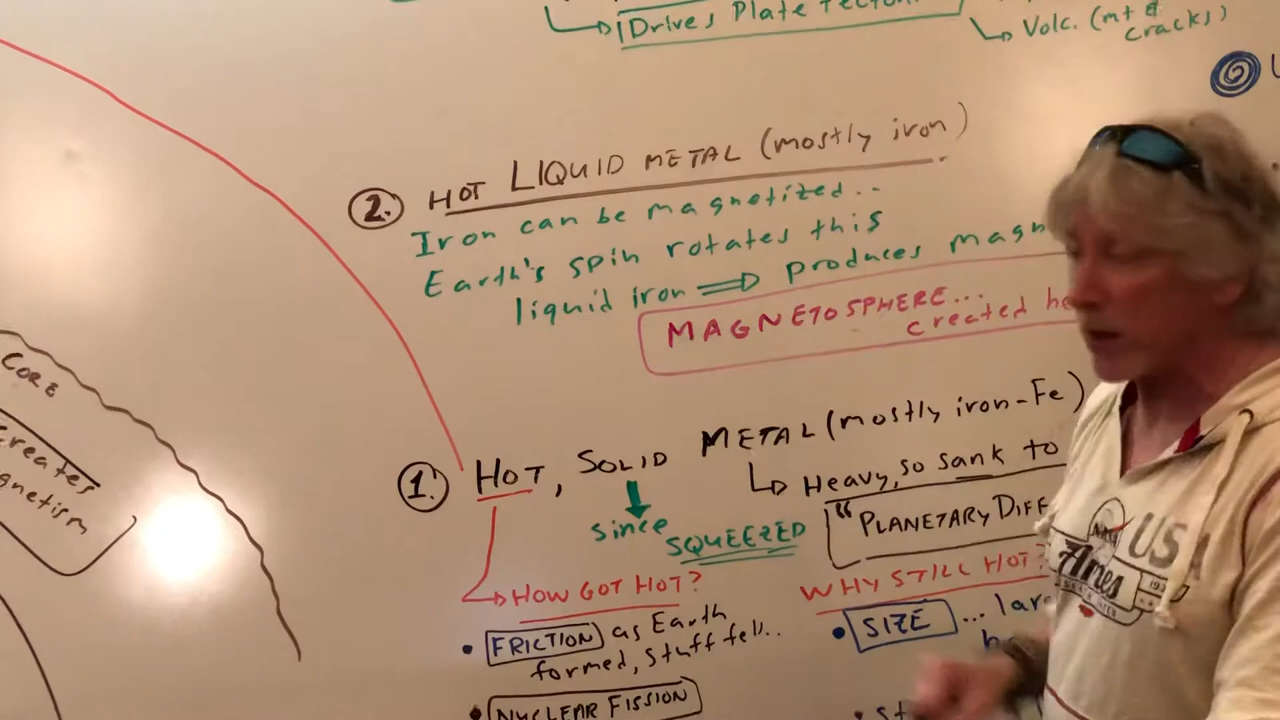 Drives Plate
Volc. (mt &
cracks)
2. HOT LIQUID METAL (mostly iron)
Iron can be magnetized..
Earth's spin rotates this
liquid iron ⇒ produces magn
MAGNETOSPHERE...
created he
CORE
creates
gnetism
1. HOT, SOLID METAL (mostly iron-Fe)
Heavy, so sank to
"PLANETARY DIFF
since
SQUEEZED
HOW GOT HOT?
• FRICTION as Earth
formed, stuff fell..
• NUCLEAR FISSION
WHY STILL HOT?
• SIZE ... lar
USA
Ames